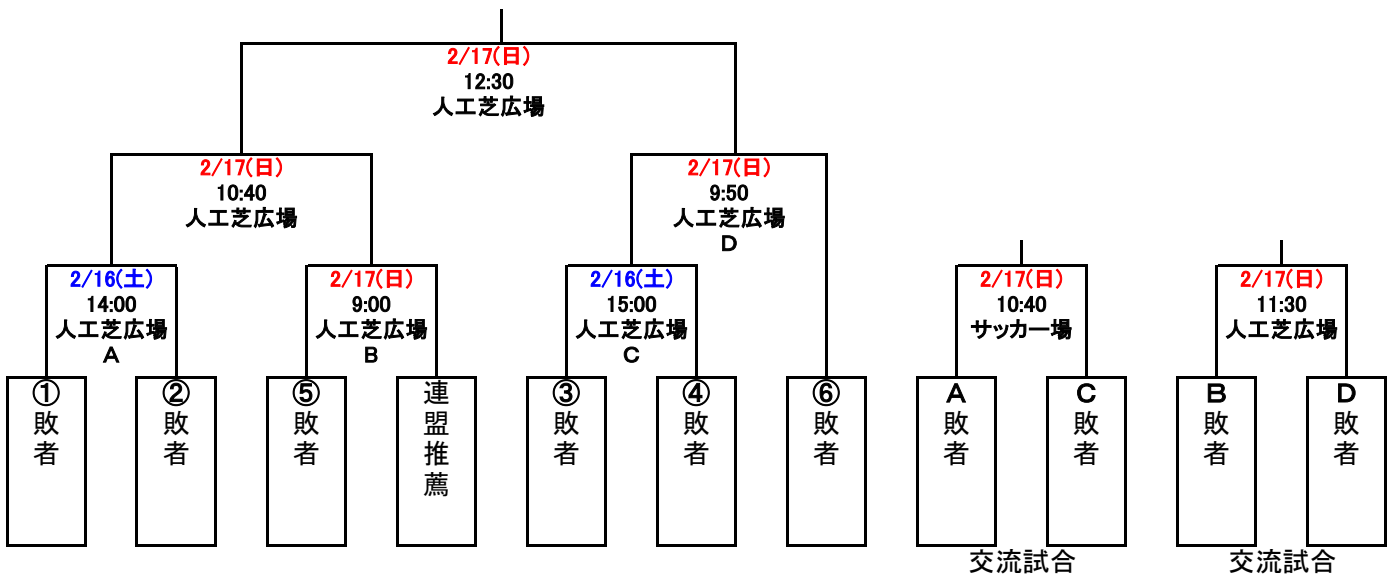 2/17(日)
12:30
人工芝広場
2/17(日)
10:40
人工芝広場
2/17(日)
9:50
人工芝広場
D
2/16(土)
14:00
人工芝広場
A
2/17(日)
9:00
人工芝広場
B
2/16(土)
15:00
人工芝広場
C
2/17(日)
10:40
サッカー場
2/17(日)
11:30
人工芝広場
①敗者
②敗者
⑤敗者
連盟推薦
③敗者
④敗者
⑥敗者
A敗者
C敗者
B敗者
D敗者
交流試合
交流試合